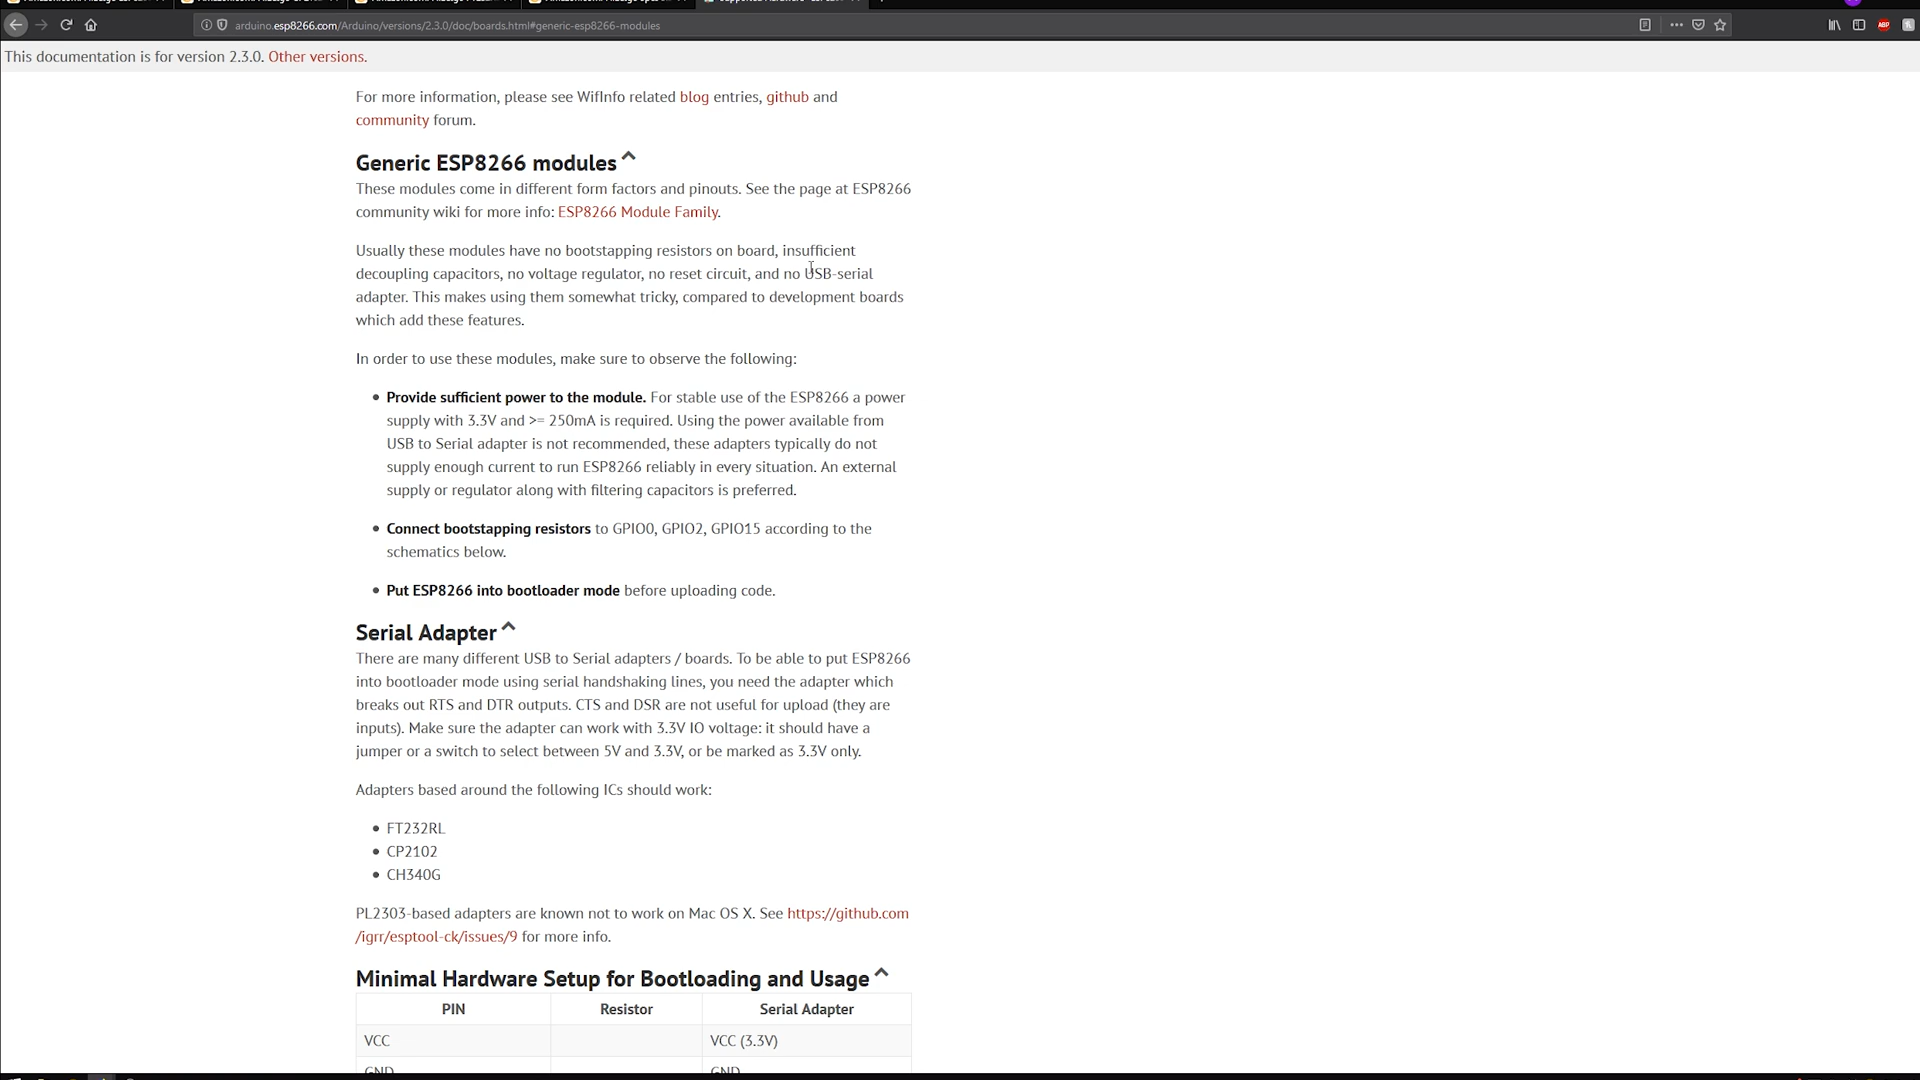 arduino.esp8266.com/Arduino/versions/2.3.0/doc/boards.html#generic-esp8266-modules
ABP
This documentation is for version 2.3.0. Other versions.
For more information, please see WifInfo related blog entries, github and
community forum.
Generic ESP8266 modules
These modules come in different form factors and pinouts. See the page at ESP8266
community wiki for more info: ESP8266 Module Family.
Usually these modules have no bootstapping resistors on board, insufficient
decoupling capacitors, no voltage regulator, no reset circuit, and no USB-serial
adapter. This makes using them somewhat tricky, compared to development boards
which add these features.
In order to use these modules, make sure to observe the following:
• Provide sufficient power to the module. For stable use of the ESP8266 a power
supply with 3.3V and >= 250mA is required. Using the power available from
USB to Serial adapter is not recommended, these adapters typically do not
supply enough current to run ESP8266 reliably in every situation. An external
supply or regulator along with filtering capacitors is preferred.
• Connect bootstapping resistors to GPIO0, GPIO2, GPIO15 according to the
schematics below.
• Put ESP8266 into bootloader mode before uploading code.
Serial Adapter
There are many different USB to Serial adapters / boards. To be able to put ESP8266
into bootloader mode using serial handshaking lines, you need the adapter which
breaks out RTS and DTR outputs. CTS and DSR are not useful for upload (they are
inputs). Make sure the adapter can work with 3.3V IO voltage: it should have a
jumper or a switch to select between 5V and 3.3V, or be marked as 3.3V only.
Adapters based around the following ICs should work:
• FT232RL
• CP2102
• CH340G
PL2303-based adapters are known not to work on Mac OS X. See https://github.com
/igrr/esptool-ck/issues/9 for more info.
Minimal Hardware Setup for Bootloading and Usage
PIN Resistor Serial Adapter
VCC VCC (3.3V)
GND GND